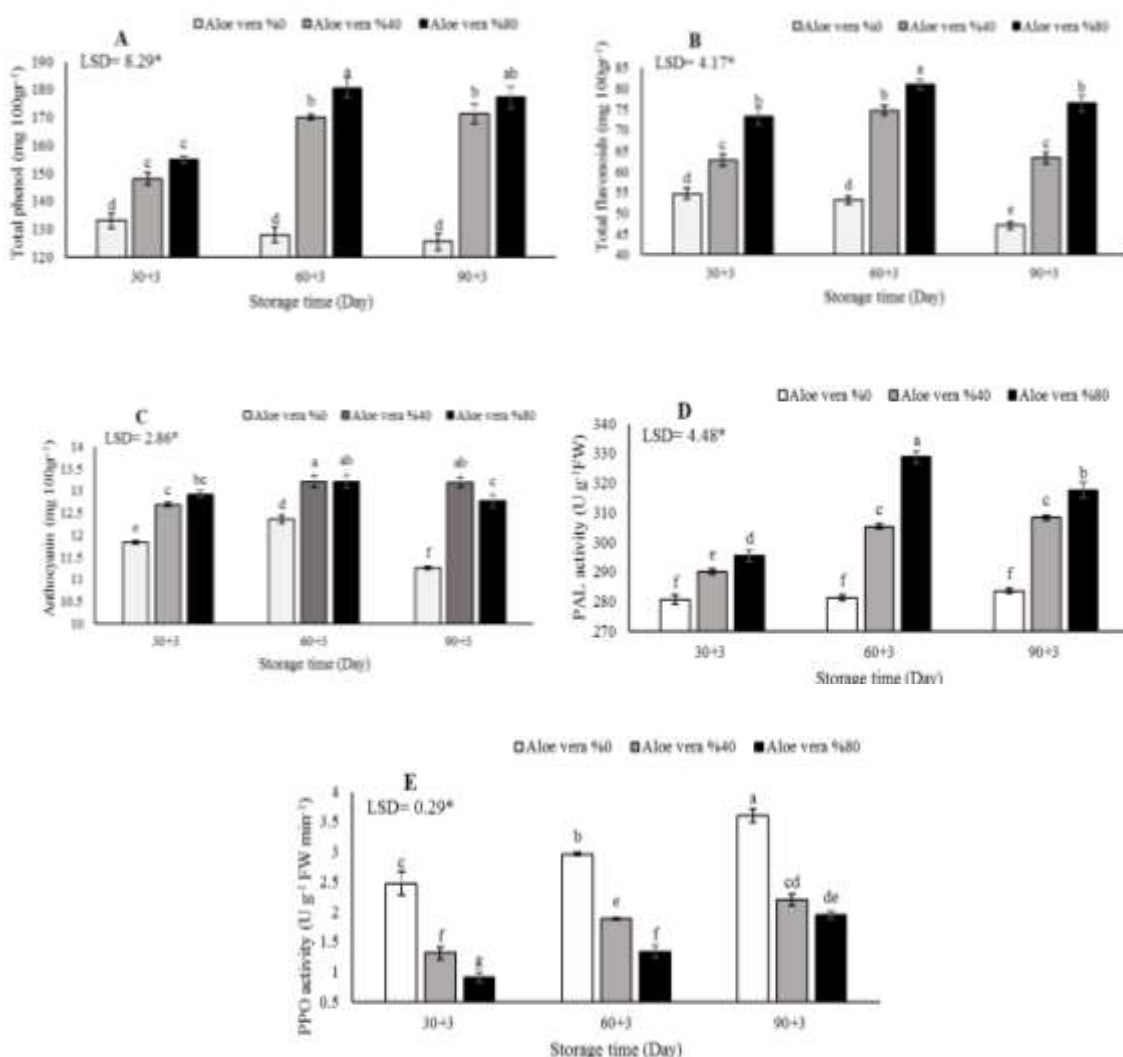 Aloe vera %0 Aloe vera %40 Aloe vera %80
A
LSD= 8.29*
Total phenol (mg 100gr⁻¹)
190
180
170
160
150
140
130
120
d c c
d b a
d b ab
30+3 60+3 90+3
Storage time (Day)
Aloe vera %0 Aloe vera %40 Aloe vera %80
B
LSD= 4.17*
Total flavonoids (mg 100gr⁻¹)
85
80
75
70
65
60
55
50
45
40
d c b
d b a
e c b
30+3 60+3 90+3
Storage time (Day)
Aloe vera %0 Aloe vera %40 Aloe vera %80
C
LSD= 2.86*
Anthocyanin (mg 100gr⁻¹)
14
13.5
13
12.5
12
11.5
11
10.5
10
e c bc
d a ab
f ab c
30+3 60+3 90+3
Storage time (Day)
Aloe vera %0 Aloe vera %40 Aloe vera %80
D
LSD= 4.48*
PAL activity (U g⁻¹FW)
340
330
320
310
300
290
280
270
f e d
f c a
f c b
30+3 60+3 90+3
Storage time (Day)
Aloe vera %0 Aloe vera %40 Aloe vera %80
E
LSD= 0.29*
PPO activity (U g⁻¹ FW min⁻¹)
4
3.5
3
2.5
2
1.5
1
0.5
c f g
b e f
a cd de
30+3 60+3 90+3
Storage time (Day)